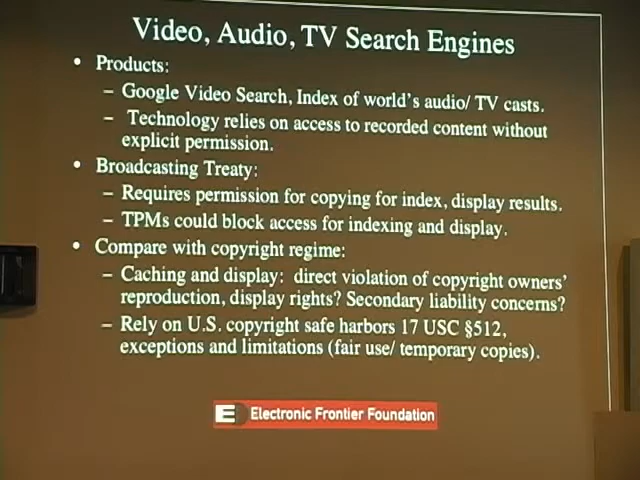 Video, Audio, TV Search Engines
• Products:
– Google Video Search, Index of world's audio/ TV casts.
– Technology relies on access to recorded content without
explicit permission.
• Broadcasting Treaty:
– Requires permission for copying for index, display results.
– TPMs could block access for indexing and display.
• Compare with copyright regime:
– Caching and display: direct violation of copyright owners'
reproduction, display rights? Secondary liability concerns?
– Rely on U.S. copyright safe harbors 17 USC §512,
exceptions and limitations (fair use/ temporary copies).
E Electronic Frontier Foundation